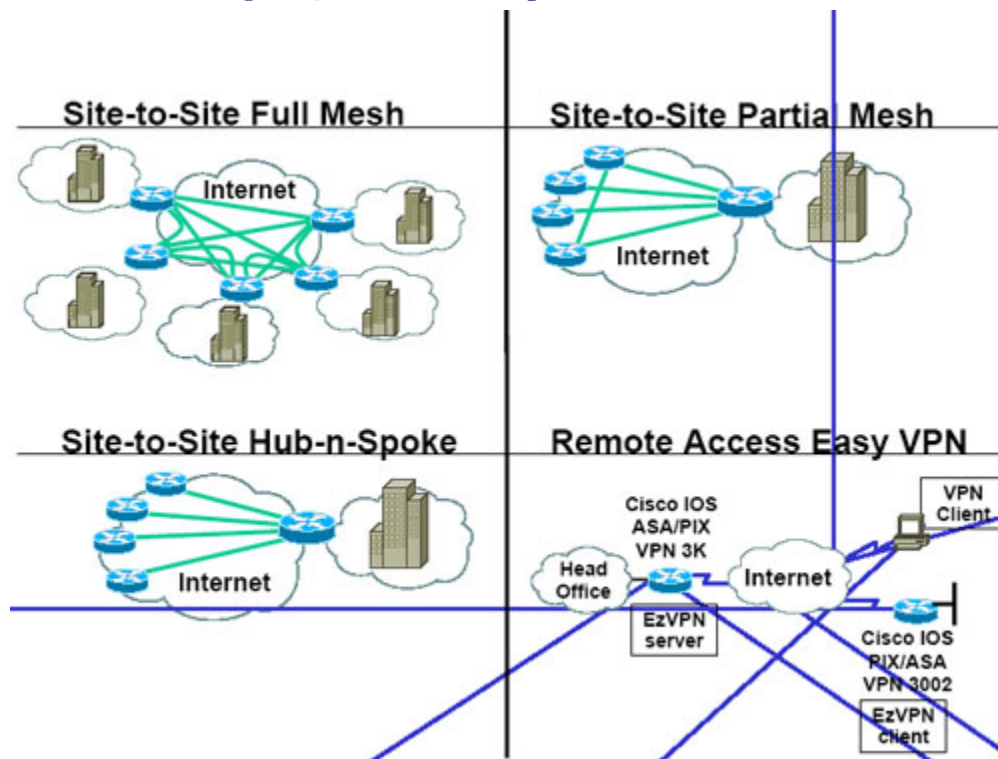 Site-to-Site Full Mesh
Internet
Site-to-Site Partial Mesh
Internet
Site-to-Site Hub-n-Spoke
Internet
Remote Access Easy VPN
Cisco IOS
ASA/PIX
VPN 3K
VPN
Client
Head
Office
Internet
EzVPN
server
Cisco IOS
PIX/ASA
VPN 3002
EzVPN
client